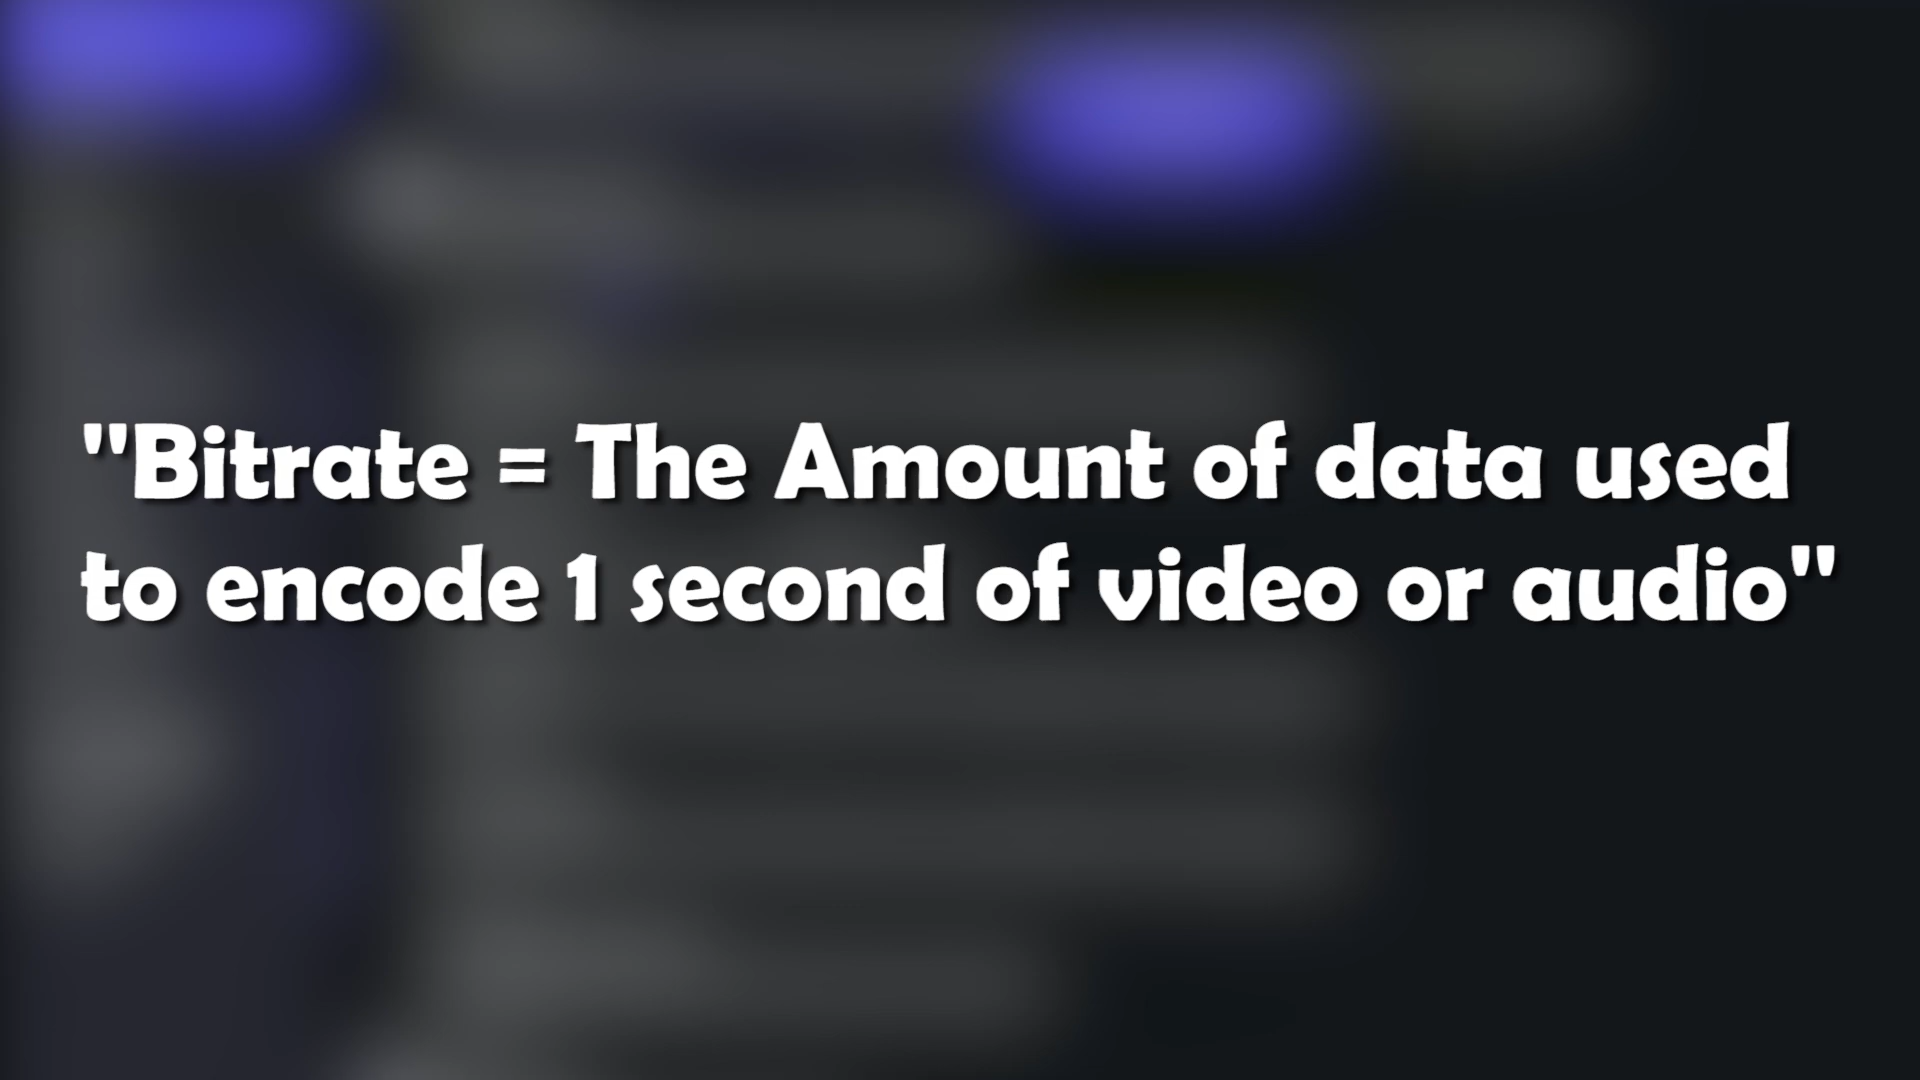 "Bitrate = The Amount of data used
to encode 1 second of video or audio"